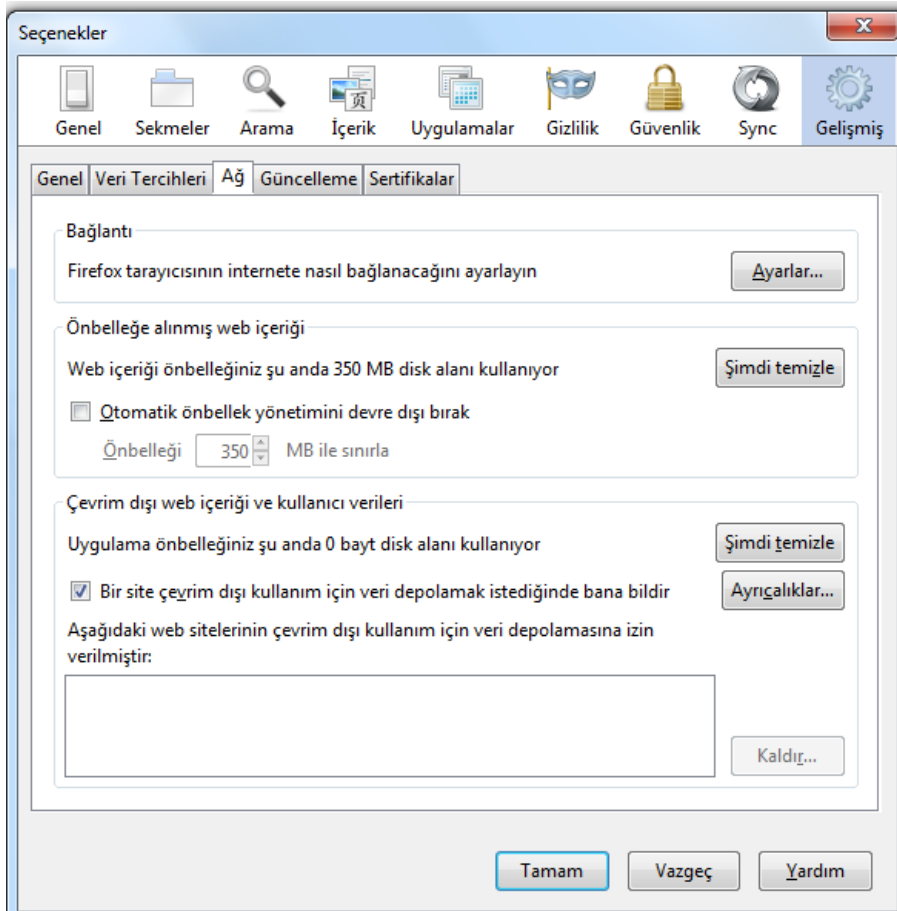 Seçenekler
X
页
Genel Sekmeler Arama İçerik Uygulamalar Gizlilik Güvenlik Sync Gelişmiş
Genel Veri Tercihleri Ağ Güncelleme Sertifikalar
Bağlantı
Firefox tarayıcısının internete nasıl bağlanacağını ayarlayın Ayarlar...
Önbelleğe alınmış web içeriği
Web içeriği önbelleğiniz şu anda 350 MB disk alanı kullanıyor Şimdi temizle
Otomatik önbellek yönetimini devre dışı bırak
Önbelleği 350 MB ile sınırla
Çevrim dışı web içeriği ve kullanıcı verileri
Uygulama önbelleğiniz şu anda 0 bayt disk alanı kullanıyor Şimdi temizle
Bir site çevrim dışı kullanım için veri depolamak istediğinde bana bildir Ayrıcalıklar...
Aşağıdaki web sitelerinin çevrim dışı kullanım için veri depolamasına izin
verilmiştir:
Kaldır...
Tamam Vazgeç Yardım